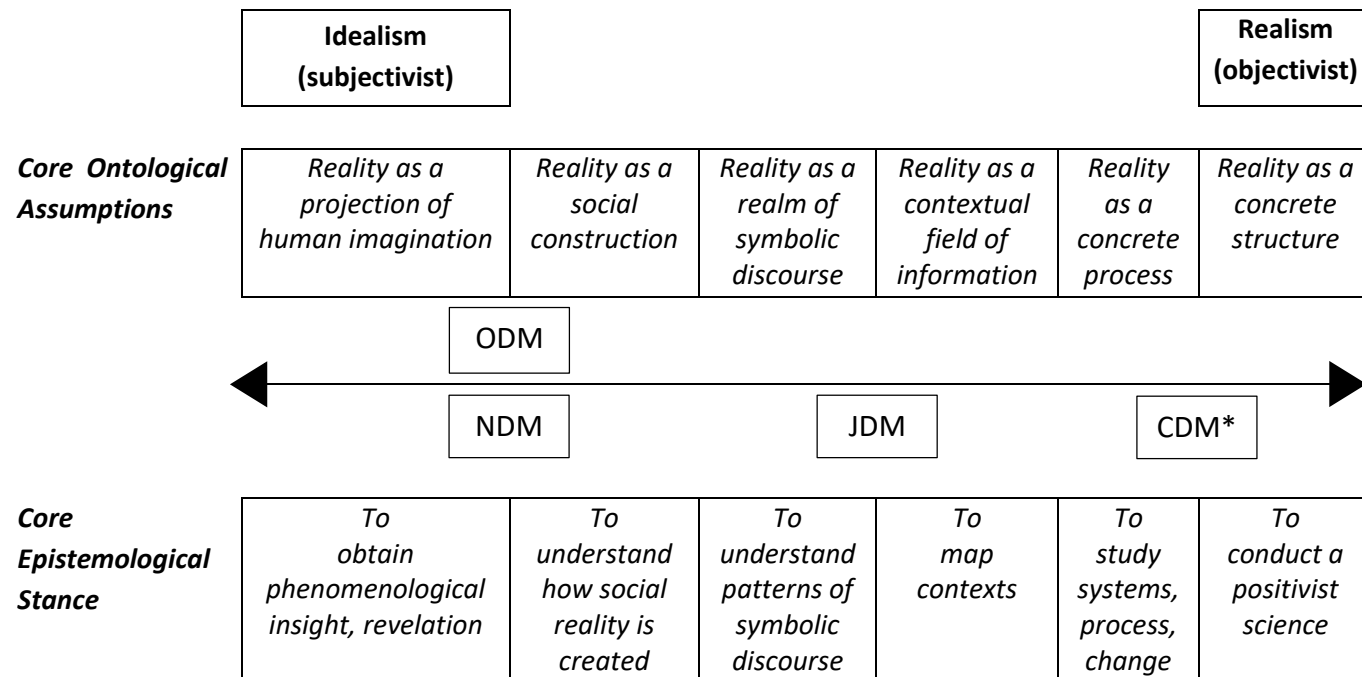 Idealism
(subjectivist)
Realism
(objectivist)
Core Ontological
Assumptions
Reality as a
projection of
human imagination
Reality as a
social
construction
Reality as a
realm of
symbolic
discourse
Reality as a
contextual
field of
information
Reality
as a
concrete
process
Reality as a
concrete
structure
ODM
NDM
JDM
CDM*
Core
Epistemological
Stance
To
obtain
phenomenological
insight, revelation
To
understand
how social
reality is
created
To
understand
patterns of
symbolic
discourse
To
map
contexts
To
study
systems,
process,
change
To
conduct a
positivist
science